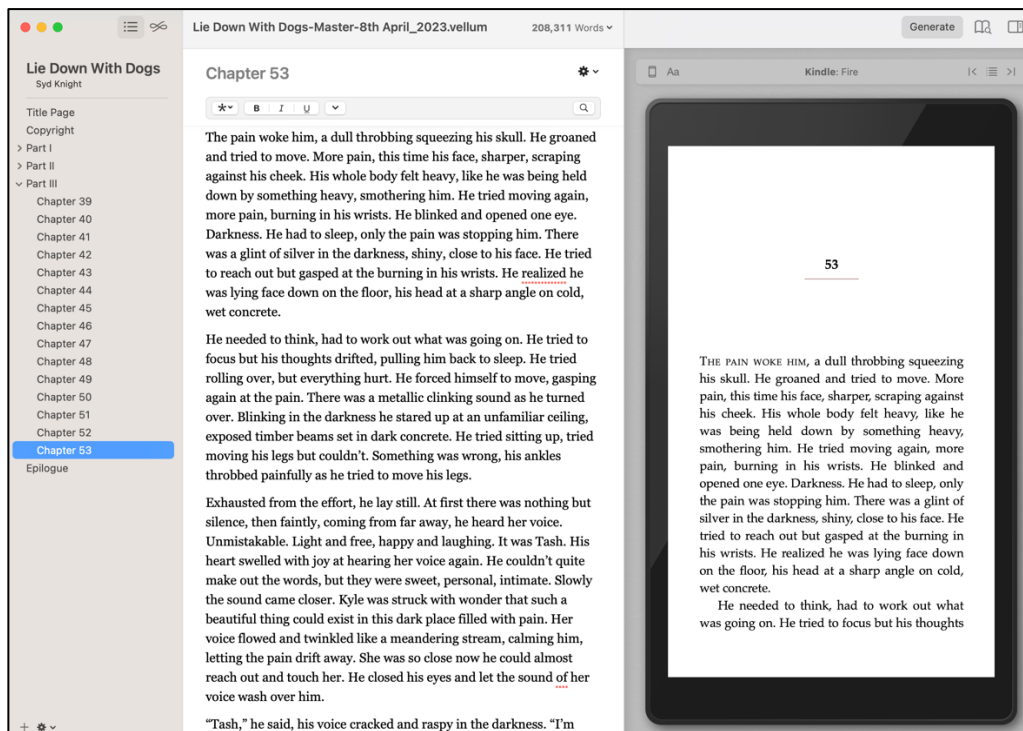 Lie Down With Dogs-Master-8th April_2023.vellum
208,311 Words
Generate
Lie Down With Dogs
Syd Knight
Title Page
Copyright
Part I
Part II
Part III
Chapter 39
Chapter 40
Chapter 41
Chapter 42
Chapter 43
Chapter 44
Chapter 45
Chapter 46
Chapter 47
Chapter 48
Chapter 49
Chapter 50
Chapter 51
Chapter 52
Chapter 53
Epilogue
Chapter 53
B I U
The pain woke him, a dull throbbing squeezing his skull. He groaned
and tried to move. More pain, this time his face, sharper, scraping
against his cheek. His whole body felt heavy, like he was being held
down by something heavy, smothering him. He tried moving again,
more pain, burning in his wrists. He blinked and opened one eye.
Darkness. He had to sleep, only the pain was stopping him. There
was a glint of silver in the darkness, shiny, close to his face. He tried
to reach out but gasped at the burning in his wrists. He realized he
was lying face down on the floor, his head at a sharp angle on cold,
wet concrete.
He needed to think, had to work out what was going on. He tried to
focus but his thoughts drifted, pulling him back to sleep. He tried
rolling over, but everything hurt. He forced himself to move, gasping
again at the pain. There was a metallic clinking sound as he turned
over. Blinking in the darkness he stared up at an unfamiliar ceiling,
exposed timber beams set in dark concrete. He tried sitting up, tried
moving his legs but couldn't. Something was wrong, his ankles
throbbed painfully as he tried to move his legs.
Exhausted from the effort, he lay still. At first there was nothing but
silence, then faintly, coming from far away, he heard her voice.
Unmistakable. Light and free, happy and laughing. It was Tash. His
heart swelled with joy at hearing her voice again. He couldn't quite
make out the words, but they were sweet, personal, intimate. Slowly
the sound came closer. Kyle was struck with wonder that such a
beautiful thing could exist in this dark place filled with pain. Her
voice flowed and twinkled like a meandering stream, calming him,
letting the pain drift away. She was so close now he could almost
reach out and touch her. He closed his eyes and let the sound of her
voice wash over him.
“Tash,” he said, his voice cracked and raspy in the darkness. “I'm
Aa
Kindle: Fire
53
THE PAIN WOKE HIM, a dull throbbing squeezing
his skull. He groaned and tried to move. More
pain, this time his face, sharper, scraping against
his cheek. His whole body felt heavy, like he
was being held down by something heavy,
smothering him. He tried moving again, more
pain, burning in his wrists. He blinked and
opened one eye. Darkness. He had to sleep, only
the pain was stopping him. There was a glint of
silver in the darkness, shiny, close to his face. He
tried to reach out but gasped at the burning in
his wrists. He realized he was lying face down
on the floor, his head at a sharp angle on cold,
wet concrete.
He needed to think, had to work out what
was going on. He tried to focus but his thoughts